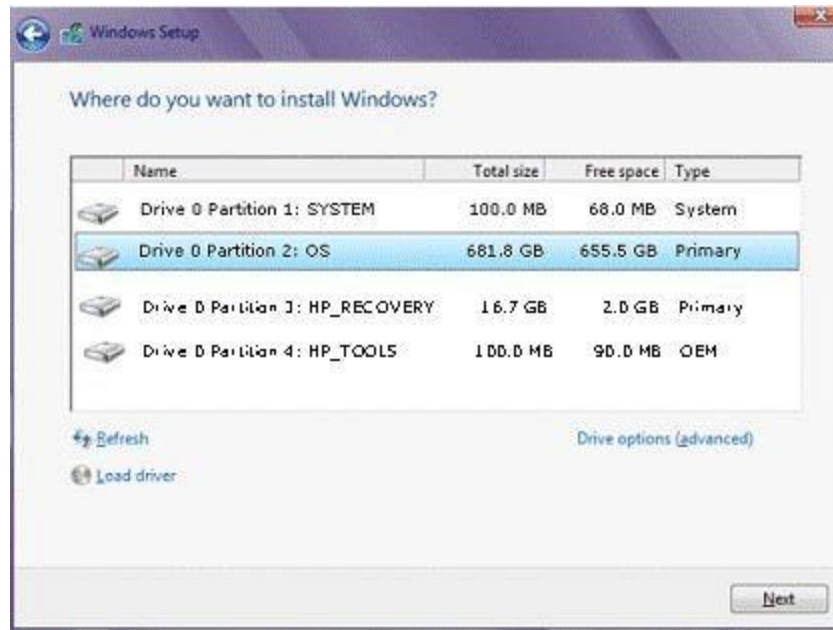 Windows Setup
Where do you want to install Windows?
Name Total size Free space Type
Drive 0 Partition 1: SYSTEM 100.0 MB 68.0 MB System
Drive 0 Partition 2: OS 681.8 GB 655.5 GB Primary
Drive 0 Partition 3: HP_RECOVERY 16.7 GB 2.0 GB Primary
Drive 0 Partition 4: HP_TOOLS 100.0 MB 90.0 MB OEM
Refresh Drive options (advanced)
Load driver
Next